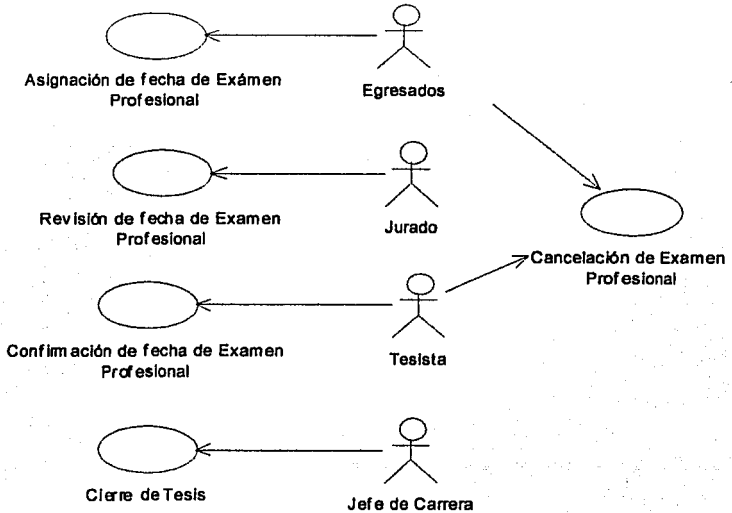 Asignación de fecha de Exámen
Profesional
Egresados
Revisión de fecha de Examen
Profesional
Jurado
Cancelación de Examen
Profesional
Confirmación de fecha de Examen
Profesional
Tesista
Cierre de Tesis
Jefe de Carrera